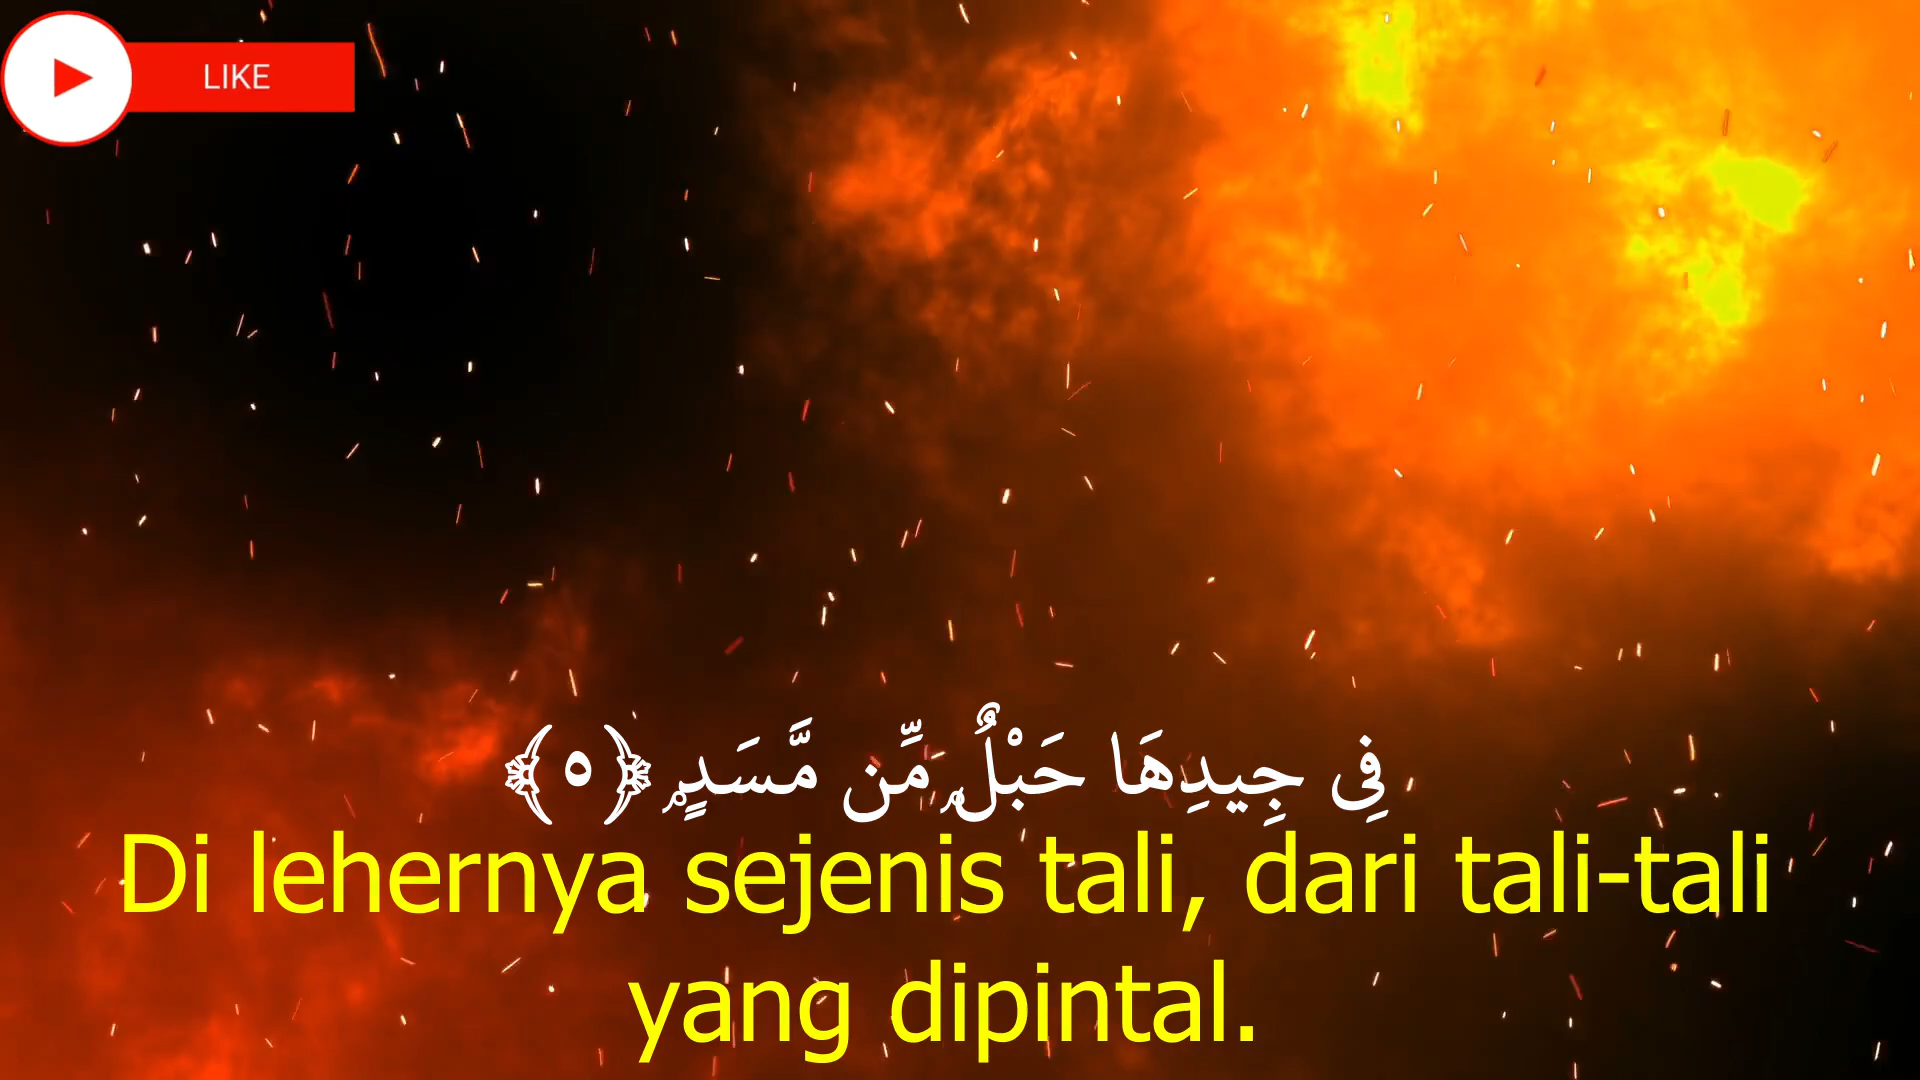 LIKE
فِى جِيدِهَا حَبْلٌۭ مِّن مَّسَدٍۭ ﴿٥﴾
Di lehernya sejenis tali, dari tali-tali
yang dipintal.